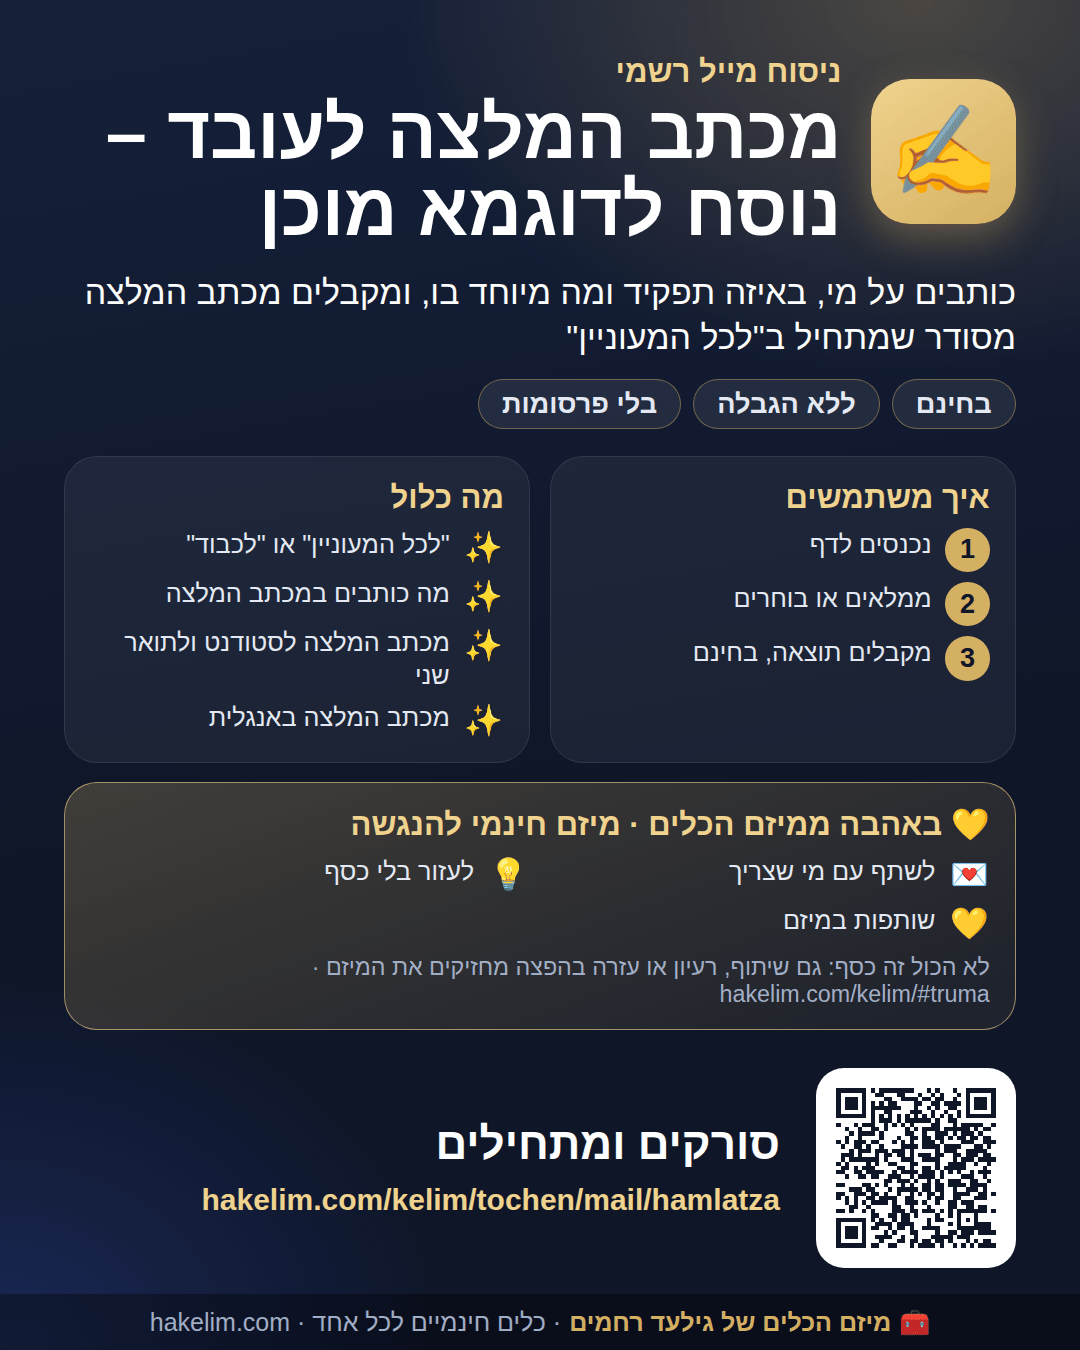 ניסוח מייל רשמי
מכתב המלצה לעובד –
נוסח לדוגמא מוכן
כותבים על מי, באיזה תפקיד ומה מיוחד בו, ומקבלים מכתב המלצה
מסודר שמתחיל ב"לכל המעוניין"
בחינם
ללא הגבלה
בלי פרסומות
איך משתמשים
1 נכנסים לדף
2 ממלאים או בוחרים
3 מקבלים תוצאה, בחינם
מה כלול
"לכל המעוניין" או "לכבוד"
מה כותבים במכתב המלצה
מכתב המלצה לסטודנט ולתואר
שני
מכתב המלצה באנגלית
באהבה ממיזם הכלים · מיזם חינמי להנגשה
לשתף עם מי שצריך
לעזור בלי כסף
שותפות במיזם
לא הכול זה כסף: גם שיתוף, רעיון או עזרה בהפצה מחזיקים את המיזם ·
hakelim.com/kelim/#truma
סורקים ומתחילים
hakelim.com/kelim/tochen/mail/hamlatza
מיזם הכלים של גילעד רחמים · כלים חינמיים לכל אחד · hakelim.com